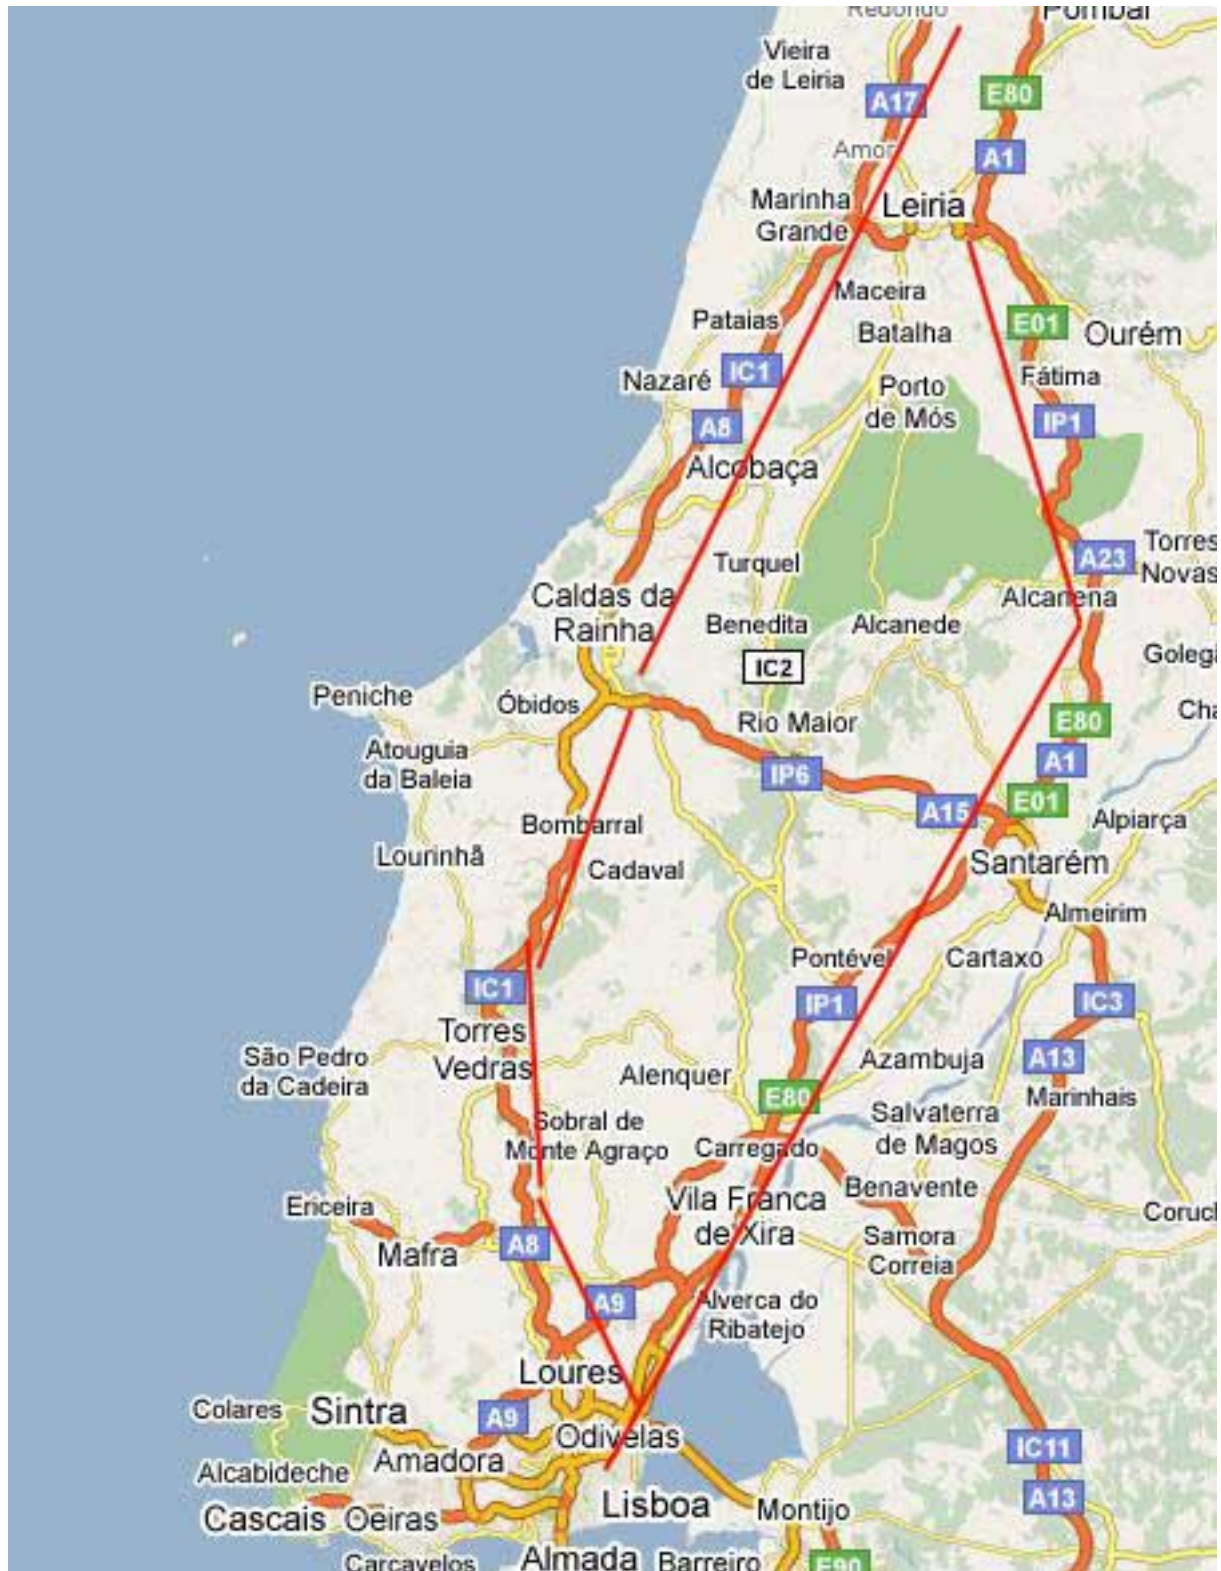 Redondo
Pombal
Vieira
de Leiria
A17
E80
Amor
A1
Marinha
Grande
Leiria
Maceira
Pataias
Batalha
E01
Ourém
Nazaré
IC1
Fátima
Porto
de Mós
A8
IP1
Alcobaça
Turquel
A23
Torres
Novas
Caldas da
Rainha
Alcanena
Benedita
Alcanede
IC2
Goleg
Peniche
Óbidos
Rio Maior
E80
Cha
Atouguia
da Baleia
IP6
A1
E01
A15
Alpiarça
Bombarral
Lourinhã
Cadaval
Santarém
Almeirim
Pontével
Cartaxo
IC1
IP1
IC3
Torres
Vedras
São Pedro
da Cadeira
Alenquer
Azambuja
A13
E80
Marinhais
Sobral de
Monte Agraço
Salvaterra
de Magos
Carregado
Vila Franca
de Xira
Benavente
Ericeira
Coruc
A8
Mafra
Samora
Correia
A9
Alverca do
Ribatejo
Loures
Colares
Sintra
A9
Odivelas
IC11
Alcabideche
Amadora
A13
Cascais
Oeiras
Lisboa
Montijo
Carcavelos
Almada
Barreiro
E90